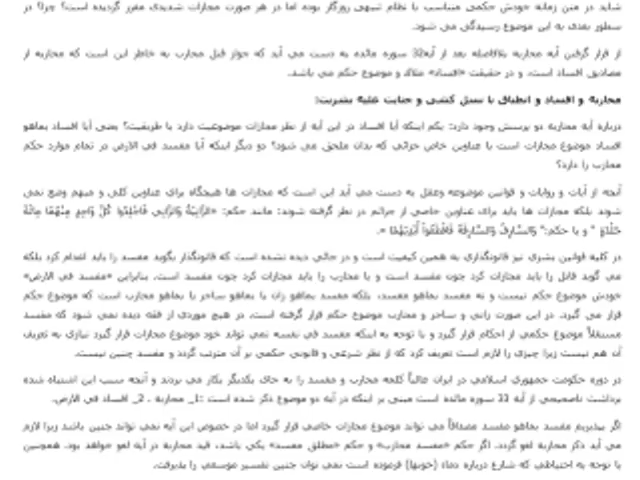 شاید در متن زمانه خودش حکمی متناسب با نظام تنبیهی روزگار بوده اما در هر صورت مجازات شدیدی مقرر گردیده است؟ چرا؟ در
سطور بعدی به این موضوع رسیدگی می شود.
از قرار گرفتن آیه محاربه بلافاصله بعد از آیه32 سوره مائده به دست می آید که جواز قتل محارب به خاطر این است که محاربه از
مصادیق افساد است. و در حقیقت «افساد» ملاک و موضوع حکم می باشد.
محاربه و افساد و انطباق با نسل کشی و جنایت علیه بشریت:
درباره آیه محاربه دو پرسش وجود دارد: یکم اینکه آیا افساد در این آیه از نظر مجازات موضوعیت دارد یا طریقیت؟ یعنی آیا افساد بماهو
افساد موضوع مجازات است یا عناوین خاص جزائی که بدان ملحق می شود؟ دو دیگر اینکه آیا مفسد فی الارض در تمام موارد حکم
محارب را دارد؟
آنچه از آیات و روایات و قوانین موضوعه وعقل به دست می آید این است که مجازات ها هیچگاه برای عناوین کلی و مبهم وضع نمی
شوند بلکه مجازات ها باید برای عناوین خاصی از جرائم در نظر گرفته شوند: مانند حکم: «الزَّانِيَةُ وَالزَّانِي فَاجْلِدُوا كُلَّ وَاحِدٍ مِنْهُمَا مِائَةَ
جَلْدَةٍ " و یا حکم:" وَالسَّارِقُ وَالسَّارِقَةُ فَاقْطَعُوا أَيْدِيَهُمَا ».
در کلیه قوانین بشری نیز قانونگذاری به همین کیفیت است و در جائی دیده نشده است که قانونگذار بگوید مفسد را باید اعدام کرد بلکه
می گوید قاتل را باید مجازات کرد چون مفسد است و یا محارب را باید مجازات کرد چون مفسد است. بنابراین «مفسد فی الارض»
خودش موضوع حکم نیست و نه مفسد بماهو مفسد، بلکه مفسد بماهو زان یا بماهو ساحر یا بماهو محارب است که موضوع حکم
قرار می گیرد. در این صورت زانی و ساحر و محارب موضوع حکم قرار گرفته است. در هیچ موردی از فقه دیده نمی شود که مفسد
مستقلاً موضوع حکمی از احکام قرار گیرد و با توجه به اینکه مفسد فی نفسه نمی تواند خود موضوع مجازات قرار گیرد نیازی به تعریف
آن هم نیست زیرا چیزی را لازم است تعریف کرد که از نظر شرعی و قانونی حکمی بر آن مترتب گردد و مفسد چنین نیست.
در دوره حکومت جمهوری اسلامی در ایران غالباً کلمه محارب و مفسد را به جای یکدیگر بکار می بردند و آنچه سبب این اشتباه شده
برداشت ناصحیحی از آیه 33 سوره مائده است مبنی بر اینکه در آیه دو موضوع ذکر شده است :1_ محاربه . 2_ افساد فی الارض.
اگر بپذیریم مفسد بماهو مفسد مصداقاً می تواند موضوع مجازات خاصی قرار گیرد اما در خصوص این آیه نمی تواند چنین باشد زیرا لازم
می آید ذکر محاربه لغو گردد. اگر حکم «مفسد محارب» و حکم «مطلق مفسد» یکی باشد، قید محاربه در آیه لغو خواهد بود. همچنین
با توجه به احتیاطی که شارع درباره دماء (خونها) فرموده است نمی توان چنین تفسیر موسعی را پذیرفت.